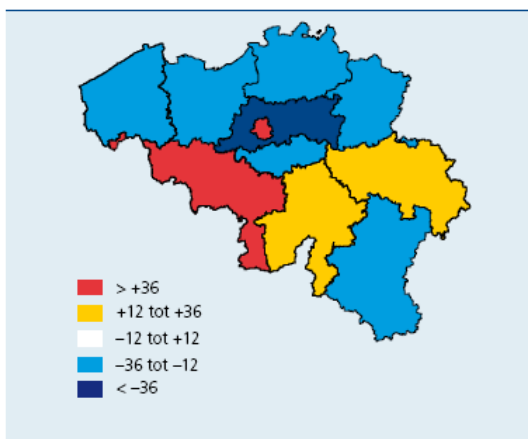 > +36
+12 tot +36
–12 tot +12
–36 tot –12
< –36